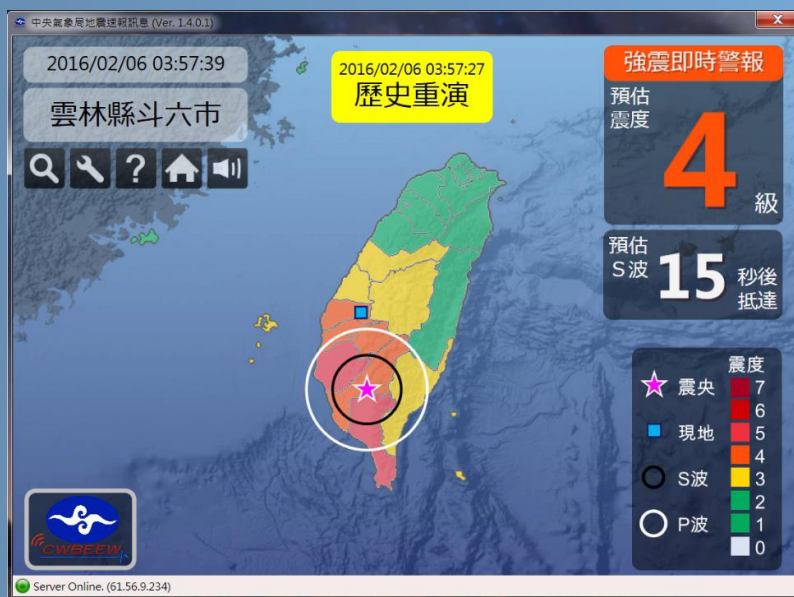 中央氣象局地震速報訊息 (Ver. 1.4.0.1)
2016/02/06 03:57:39
雲林縣斗六市
2016/02/06 03:57:27
歷史重演
強震即時警報
預估
震度
4
級
預估
S波
15
秒後
抵達
震度
震央
現地
S波
P波
7
6
5
4
3
2
1
0
CWBEEW
Server Online. (61.56.9.234)